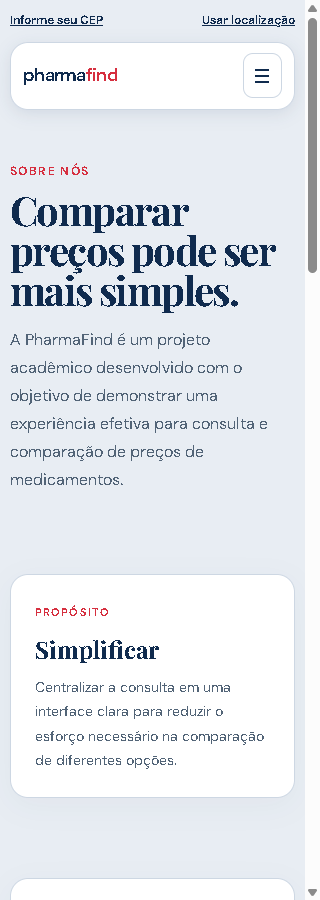 Informe seu CEP
Usar localização
pharmafind
SOBRE NÓS
Comparar
preços pode ser
mais simples.
A PharmaFind é um projeto
acadêmico desenvolvido com o
objetivo de demonstrar uma
experiência efetiva para consulta e
comparação de preços de
medicamentos.
PROPÓSITO
Simplificar
Centralizar a consulta em uma
interface clara para reduzir o
esforço necessário na comparação
de diferentes opções.